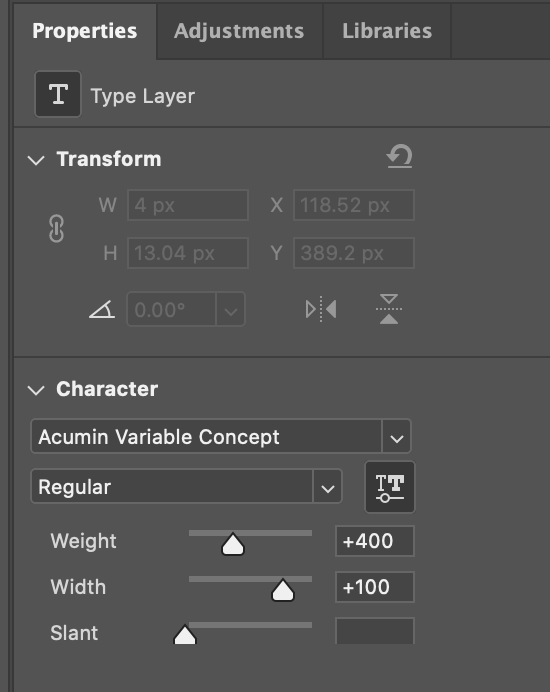 Properties Adjustments Libraries
T Type Layer
Transform
W 4 px X 118.52 px
H 13.04 px Y 389.2 px
0.00°
Character
Acumin Variable Concept
Regular
Weight +400
Width +100
Slant